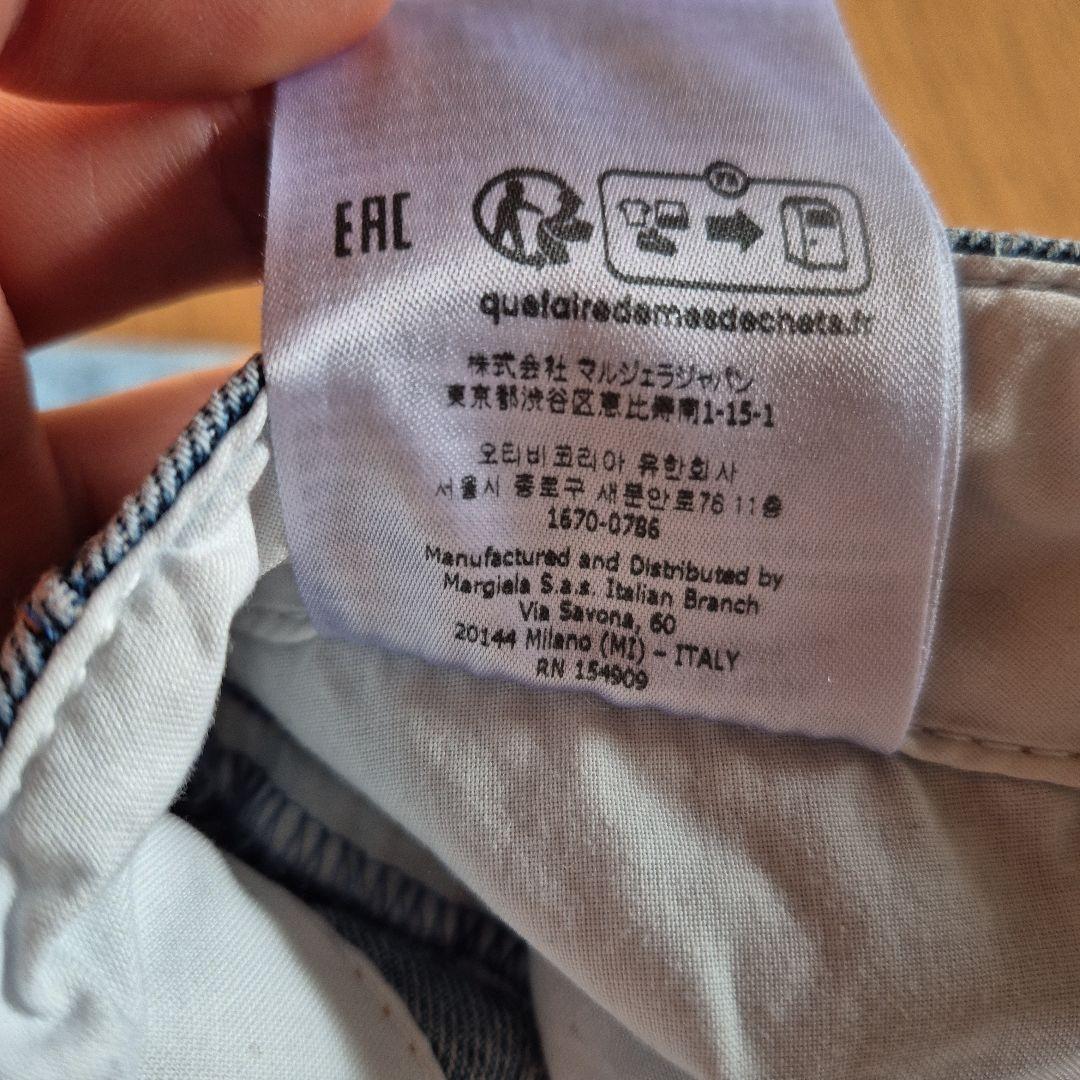 EAC
FR
quefairedemesdechets.fr
株式会社 マルジェラジャパン
東京都渋谷区恵比寿南1-15-1
오티비코리아 유한회사
서울시 종로구 새문안로76 11층
1670-0786
Manufactured and Distributed by
Margiela S.a.s. Italian Branch
Via Savona, 60
20144 Milano (MI) - ITALY
RN 154909